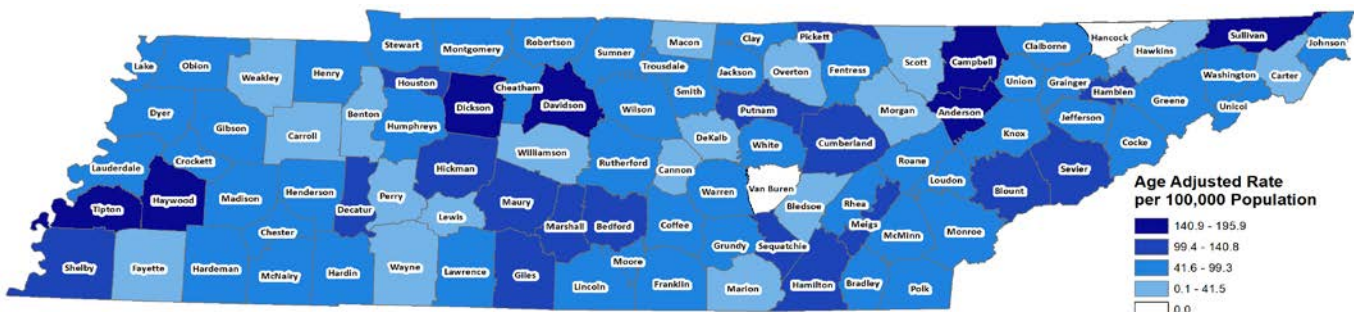 Stewart
Montgomery
Robertson
Sumner
Macon
Clay
Pickett
Scott
Campbell
Claiborne
Hancock
Hawkins
Sullivan
Johnson
Lake
Obion
Weakley
Henry
Houston
Dickson
Cheatham
Davidson
Trousdale
Smith
Jackson
Overton
Fentress
Morgan
Anderson
Union
Grainger
Hamblen
Jefferson
Greene
Washington
Unicoi
Carter
Dyer
Gibson
Carroll
Benton
Humphreys
Wilson
Putnam
DeKalb
White
Cumberland
Roane
Knox
Cocke
Lauderdale
Crockett
Haywood
Tipton
Madison
Henderson
Decatur
Perry
Hickman
Lewis
Williamson
Maury
Rutherford
Cannon
Warren
Van Buren
Bledsoe
Rhea
Meigs
Loudon
Blount
Sevier
Shelby
Fayette
Hardeman
Chester
McNairy
Hardin
Wayne
Lawrence
Giles
Marshall
Bedford
Lincoln
Moore
Coffee
Franklin
Grundy
Marion
Sequatchie
Hamilton
Bradley
McMinn
Polk
Monroe
Age Adjusted Rate
per 100,000 Population
140.9 - 195.9
99.4 - 140.8
41.6 - 99.3
0.1 - 41.5
0.0